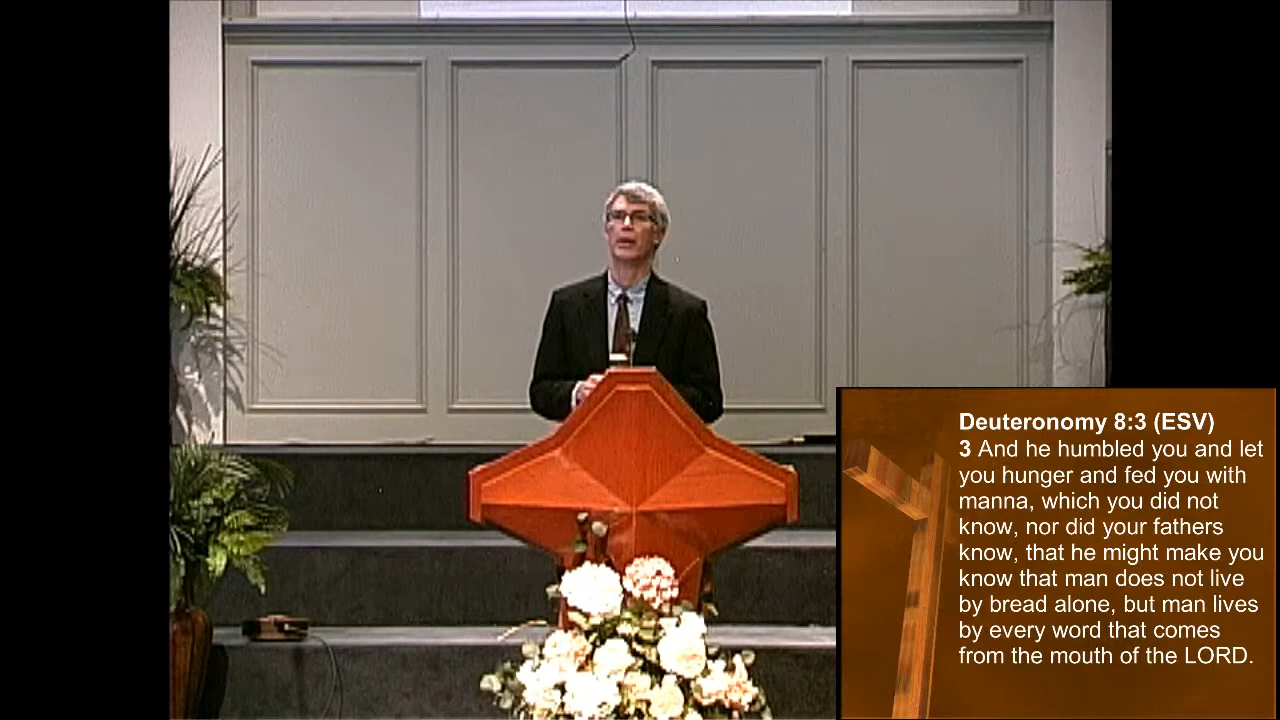 Deuteronomy 8:3 (ESV)
3 And he humbled you and let
you hunger and fed you with
manna, which you did not
know, nor did your fathers
know, that he might make you
know that man does not live
by bread alone, but man lives
by every word that comes
from the mouth of the LORD.